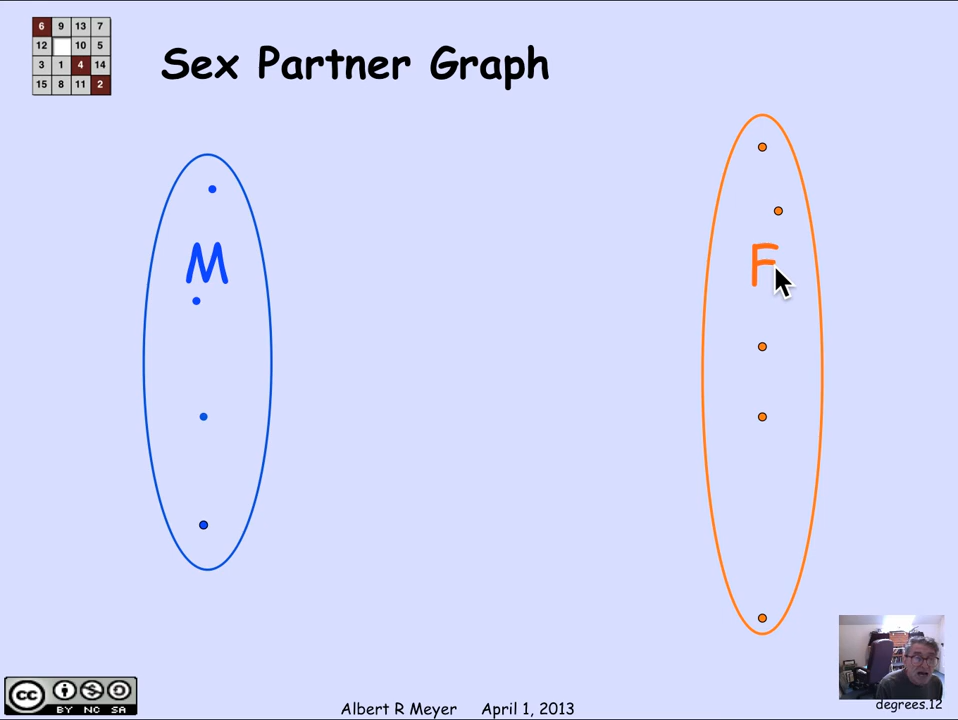 6 9 13 7
12 10 5
3 1 4 14
15 8 11 2
Sex Partner Graph
M
F
cc
BY NC SA
Albert R Meyer April 1, 2013
degrees.12